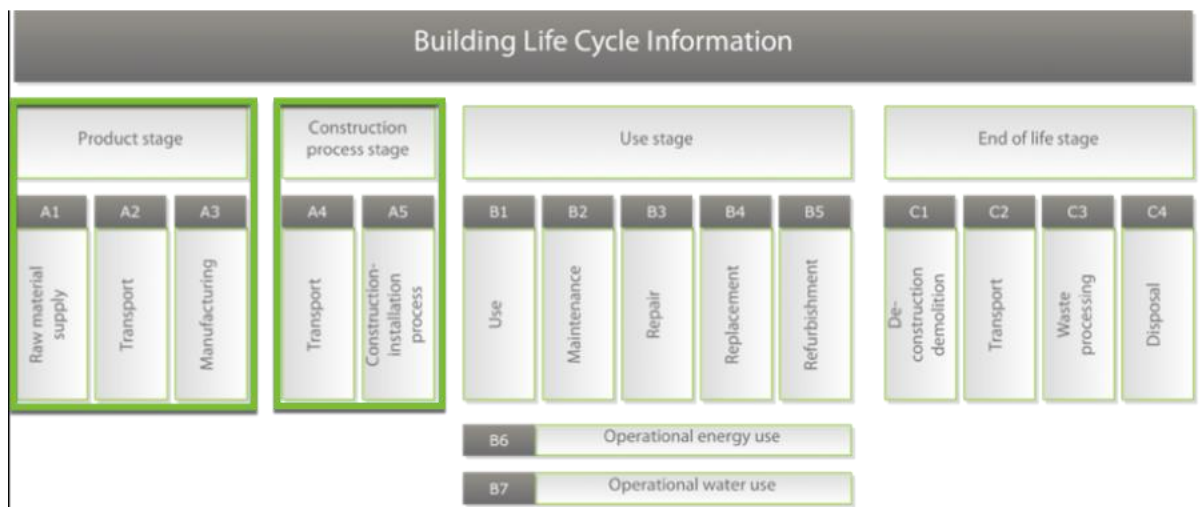 Building Life Cycle Information
Product stage
Construction
process stage
Use stage
End of life stage
A1
A2
A3
A4
A5
B1
B2
B3
B4
B5
C1
C2
C3
C4
Raw material
supply
Transport
Manufacturing
Transport
Construction-
installation
process
Use
Maintenance
Repair
Replacement
Refurbishment
De-
construction
demolition
Transport
Waste
processing
Disposal
B6
Operational energy use
B7
Operational water use